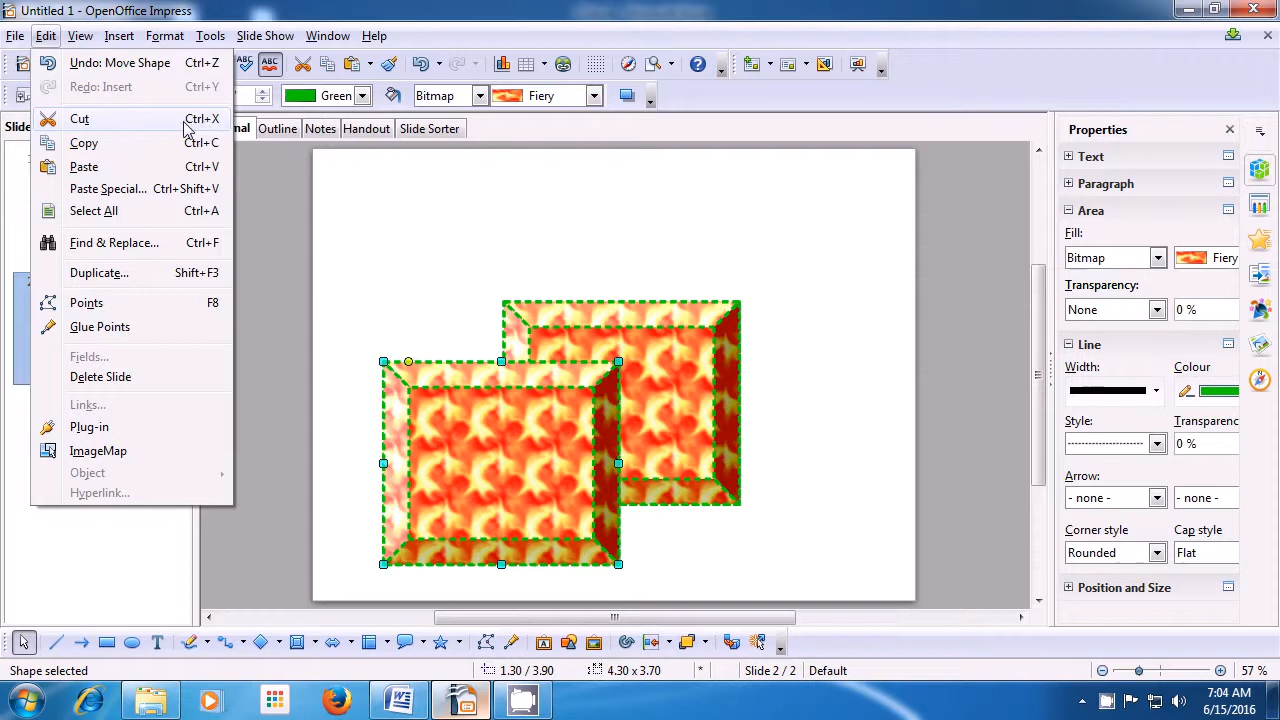 Untitled 1 - OpenOffice Impress
File Edit View Insert Format Tools Slide Show Window Help
Green Bitmap Fiery
Undo: Move Shape Ctrl+Z
Redo: Insert Ctrl+Y
Cut Ctrl+X
Copy Ctrl+C
Paste Ctrl+V
Paste Special... Ctrl+Shift+V
Select All Ctrl+A
Find & Replace... Ctrl+F
Duplicate... Shift+F3
Points F8
Glue Points
Fields...
Delete Slide
Links...
Plug-in
ImageMap
Object
Hyperlink...
Outline Notes Handout Slide Sorter
Properties
Text
Paragraph
Area
Fill:
Bitmap Fiery
Transparency:
None 0 %
Line
Width: Colour
Style: Transparenc
0 %
Arrow:
- none - - none -
Corner style Cap style
Rounded Flat
Position and Size
Shape selected 1.30 / 3.90 4.30 x 3.70 * Slide 2 / 2 Default 57 %
7:04 AM
6/15/2016